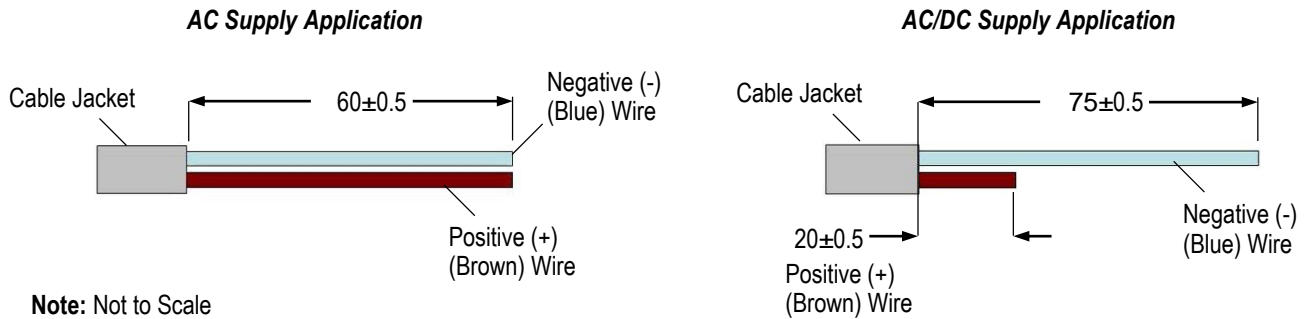 AC Supply Application
Cable Jacket
60±0.5
Negative (-)
(Blue) Wire
Positive (+)
(Brown) Wire
Note: Not to Scale
AC/DC Supply Application
Cable Jacket
75±0.5
Negative (-)
(Blue) Wire
20±0.5
Positive (+)
(Brown) Wire